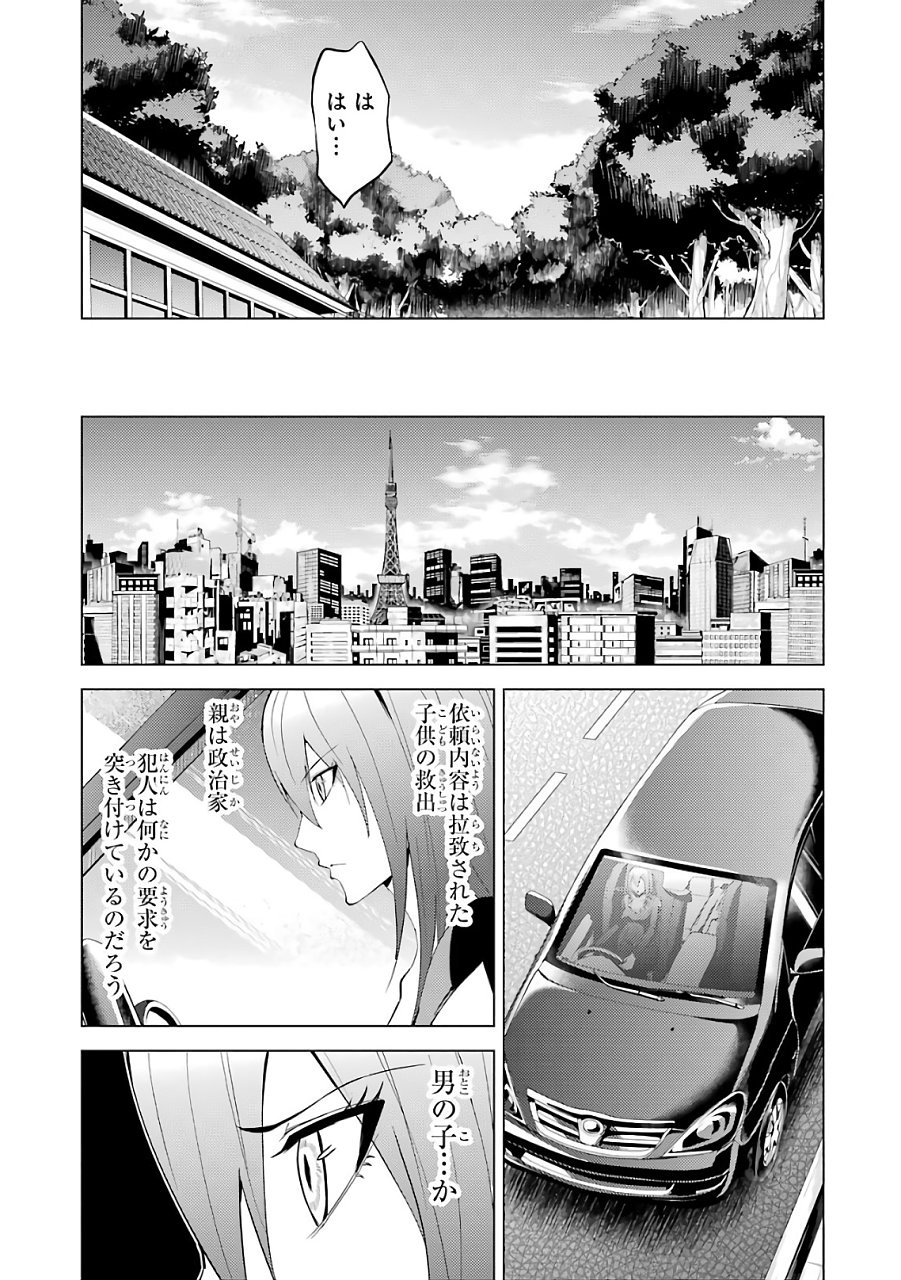 は
はい…
依頼内容は拉致された
子供の救出
親は政治家
犯人は何かの要求を
突き付けているのだろう
男の子…か